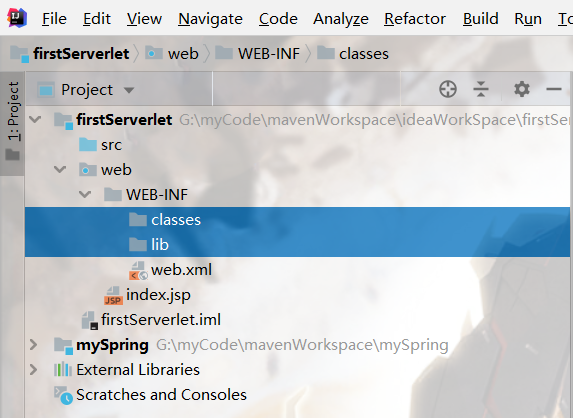 File Edit View Navigate Code Analyze Refactor Build Run
firstServerlet web WEB-INF classes
1: Project
Project
firstServerlet G:\myCode\mavenWorkspace\ideaWorkSpace\firstSer
src
web
WEB-INF
classes
lib
web.xml
JSP index.jsp
firstServerlet.iml
mySpring G:\myCode\mavenWorkspace\mySpring
External Libraries
Scratches and Consoles